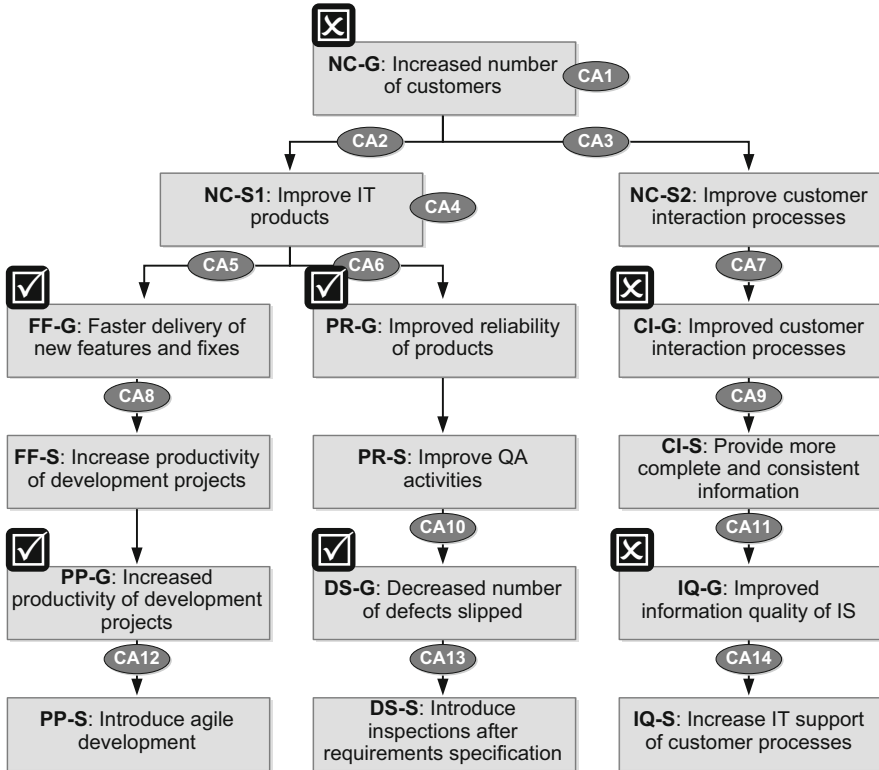 NC-G: Increased number
of customers
CA1
CA2
CA3
NC-S1: Improve IT
products
CA4
NC-S2: Improve customer
interaction processes
CA5
CA6
CA7
FF-G: Faster delivery of
new features and fixes
PR-G: Improved reliability
of products
CI-G: Improved customer
interaction processes
CA8
CA9
FF-S: Increase productivity
of development projects
PR-S: Improve QA
activities
CI-S: Provide more
complete and consistent
information
CA10
CA11
PP-G: Increased
productivity of development
projects
DS-G: Decreased number
of defects slipped
IQ-G: Improved
information quality of IS
CA12
CA13
CA14
PP-S: Introduce agile
development
DS-S: Introduce
inspections after
requirements specification
IQ-S: Increase IT support
of customer processes